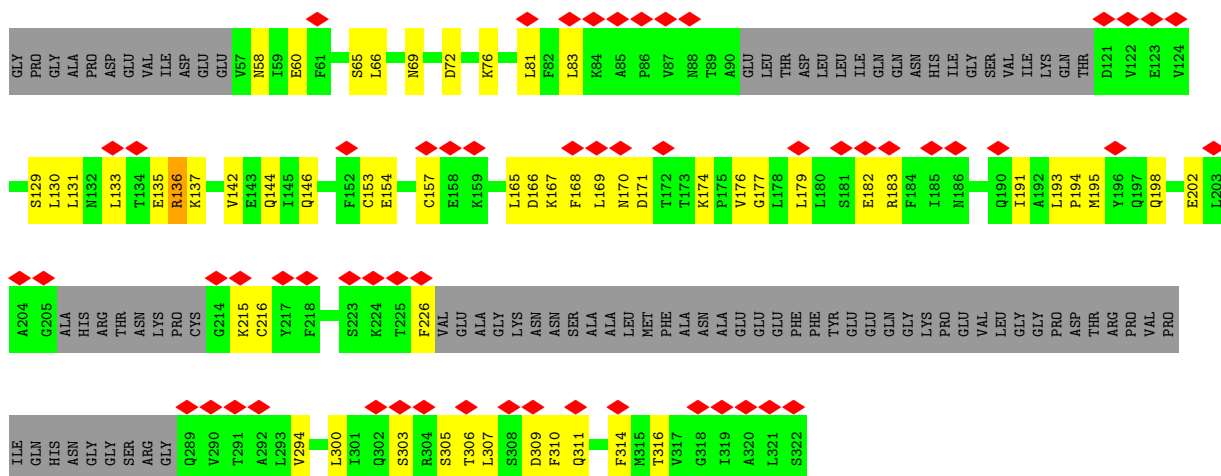 GLY PRO GLY ALA PRO ASP GLU VAL ILE ASP GLU GLU V57 N58 I59 E60 F61 S65 L66 N69 D72 K76 L81 F82 L83 K84 A85 P86 V87 N88 T89 A90 GLU LEU THR ASP LEU LEU ILE GLN GLN ASN HIS ILE GLY SER VAL ILE LYS GLN THR D121 V122 E123 V124
S129 L130 L131 N132 L133 T134 E135 R136 K137 V142 E143 Q144 I145 Q146 F152 C153 E154 C157 E158 K159 L165 D166 K167 F168 L169 N170 D171 T172 T173 K174 P175 V176 G177 L178 L179 L180 S181 E182 R183 F184 I185 N186 Q190 I191 A192 L193 P194 M195 Y196 Q197 Q198 E202 L203
A204 G205 ALA HIS ARG THR ASN LYS PRO CYS G214 K215 C216 Y217 F218 S223 K224 T225 F226 VAL GLU ALA GLY LYS ASN ASN SER ALA ALA LEU MET PHE ALA ASN ALA GLU GLU GLU PHE PHE TYR GLU GLU GLN GLY LYS PRO GLU VAL LEU GLY GLY PRO ASP THR ARG PRO VAL PRO
ILE GLN HIS ASN GLY GLY SER ARG GLY Q289 V290 T291 A292 L293 V294 L300 I301 Q302 S303 R304 S305 T306 L307 S308 D309 F310 Q311 F314 M315 T316 V317 G318 I319 A320 L321 S322